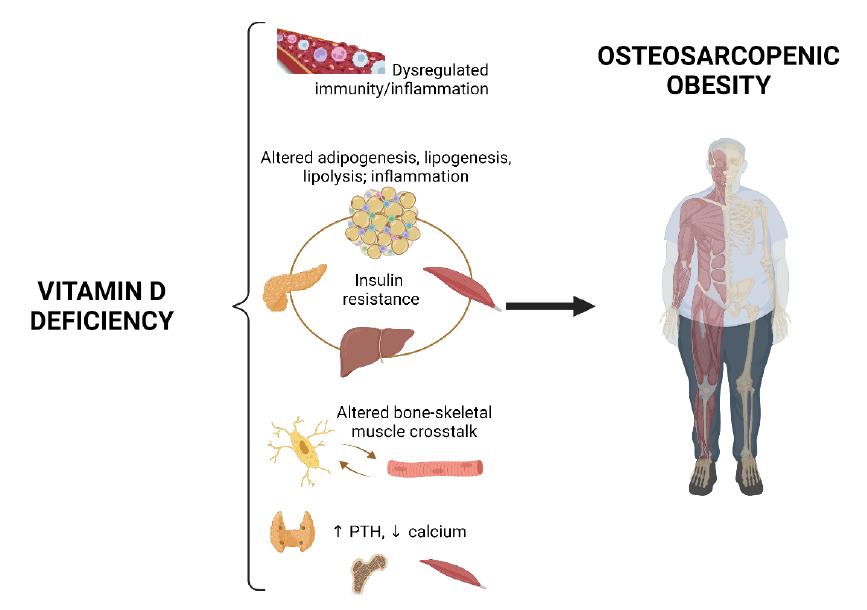 Dysregulated
immunity/inflammation
OSTEOSARCOPENIC
OBESITY
Altered adipogenesis, lipogenesis,
lipolysis; inflammation
Insulin
resistance
VITAMIN D
DEFICIENCY
Altered bone-skeletal
muscle crosstalk
↑ PTH, ↓ calcium